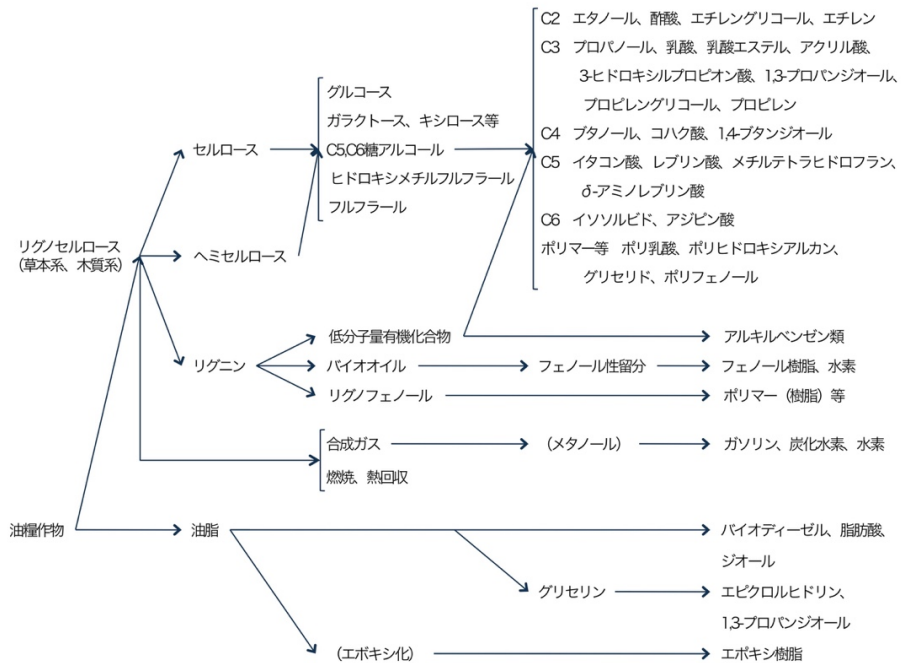 リグノセルロース
（草本系、木質系）
油糧作物
セルロース
ヘミセルロース
リグニン
油脂
グルコース
ガラクトース、キシロース等
C5,C6糖アルコール
ヒドロキシメチルフルフラール
フルフラール
C2 エタノール、酢酸、エチレングリコール、エチレン
C3 プロパノール、乳酸、乳酸エステル、アクリル酸、
3-ヒドロキシルプロピオン酸、1,3-プロパンジオール、
プロピレングリコール、プロピレン
C4 ブタノール、コハク酸、1,4-ブタンジオール
C5 イタコン酸、レブリン酸、メチルテトラヒドロフラン、
δ-アミノレブリン酸
C6 イソソルビド、アジピン酸
ポリマー等 ポリ乳酸、ポリヒドロキシアルカン、
グリセリド、ポリフェノール
低分子量有機化合物
アルキルベンゼン類
バイオオイル
フェノール性留分
フェノール樹脂、水素
リグノフェノール
ポリマー（樹脂）等
合成ガス
（メタノール）
ガソリン、炭化水素、水素
燃焼、熱回収
バイオディーゼル、脂肪酸、
ジオール
グリセリン
エピクロルヒドリン、
1,3-プロパンジオール
（エポキシ化）
エポキシ樹脂